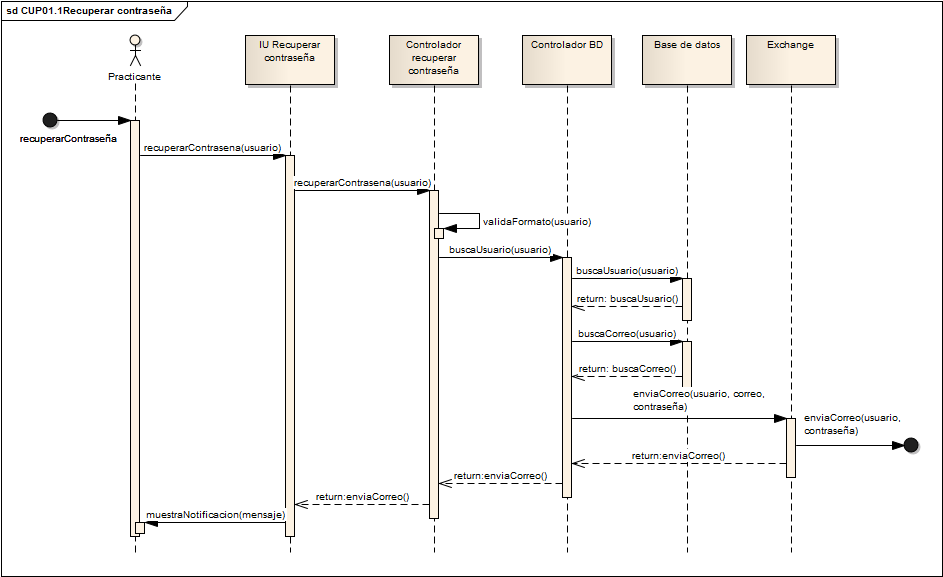 sd CUP01.1Recuperar contraseña
Practicante
IU Recuperar
contraseña
Controlador
recuperar
contraseña
Controlador BD
Base de datos
Exchange
recuperarContraseña
recuperarContrasena(usuario)
recuperarContrasena(usuario)
validaFormato(usuario)
buscaUsuario(usuario)
buscaUsuario(usuario)
return: buscaUsuario()
buscaCorreo(usuario)
return: buscaCorreo()
enviaCorreo(usuario, correo,
contraseña)
enviaCorreo(usuario,
contraseña)
return:enviaCorreo()
return:enviaCorreo()
return:enviaCorreo()
muestraNotificacion(mensaje)